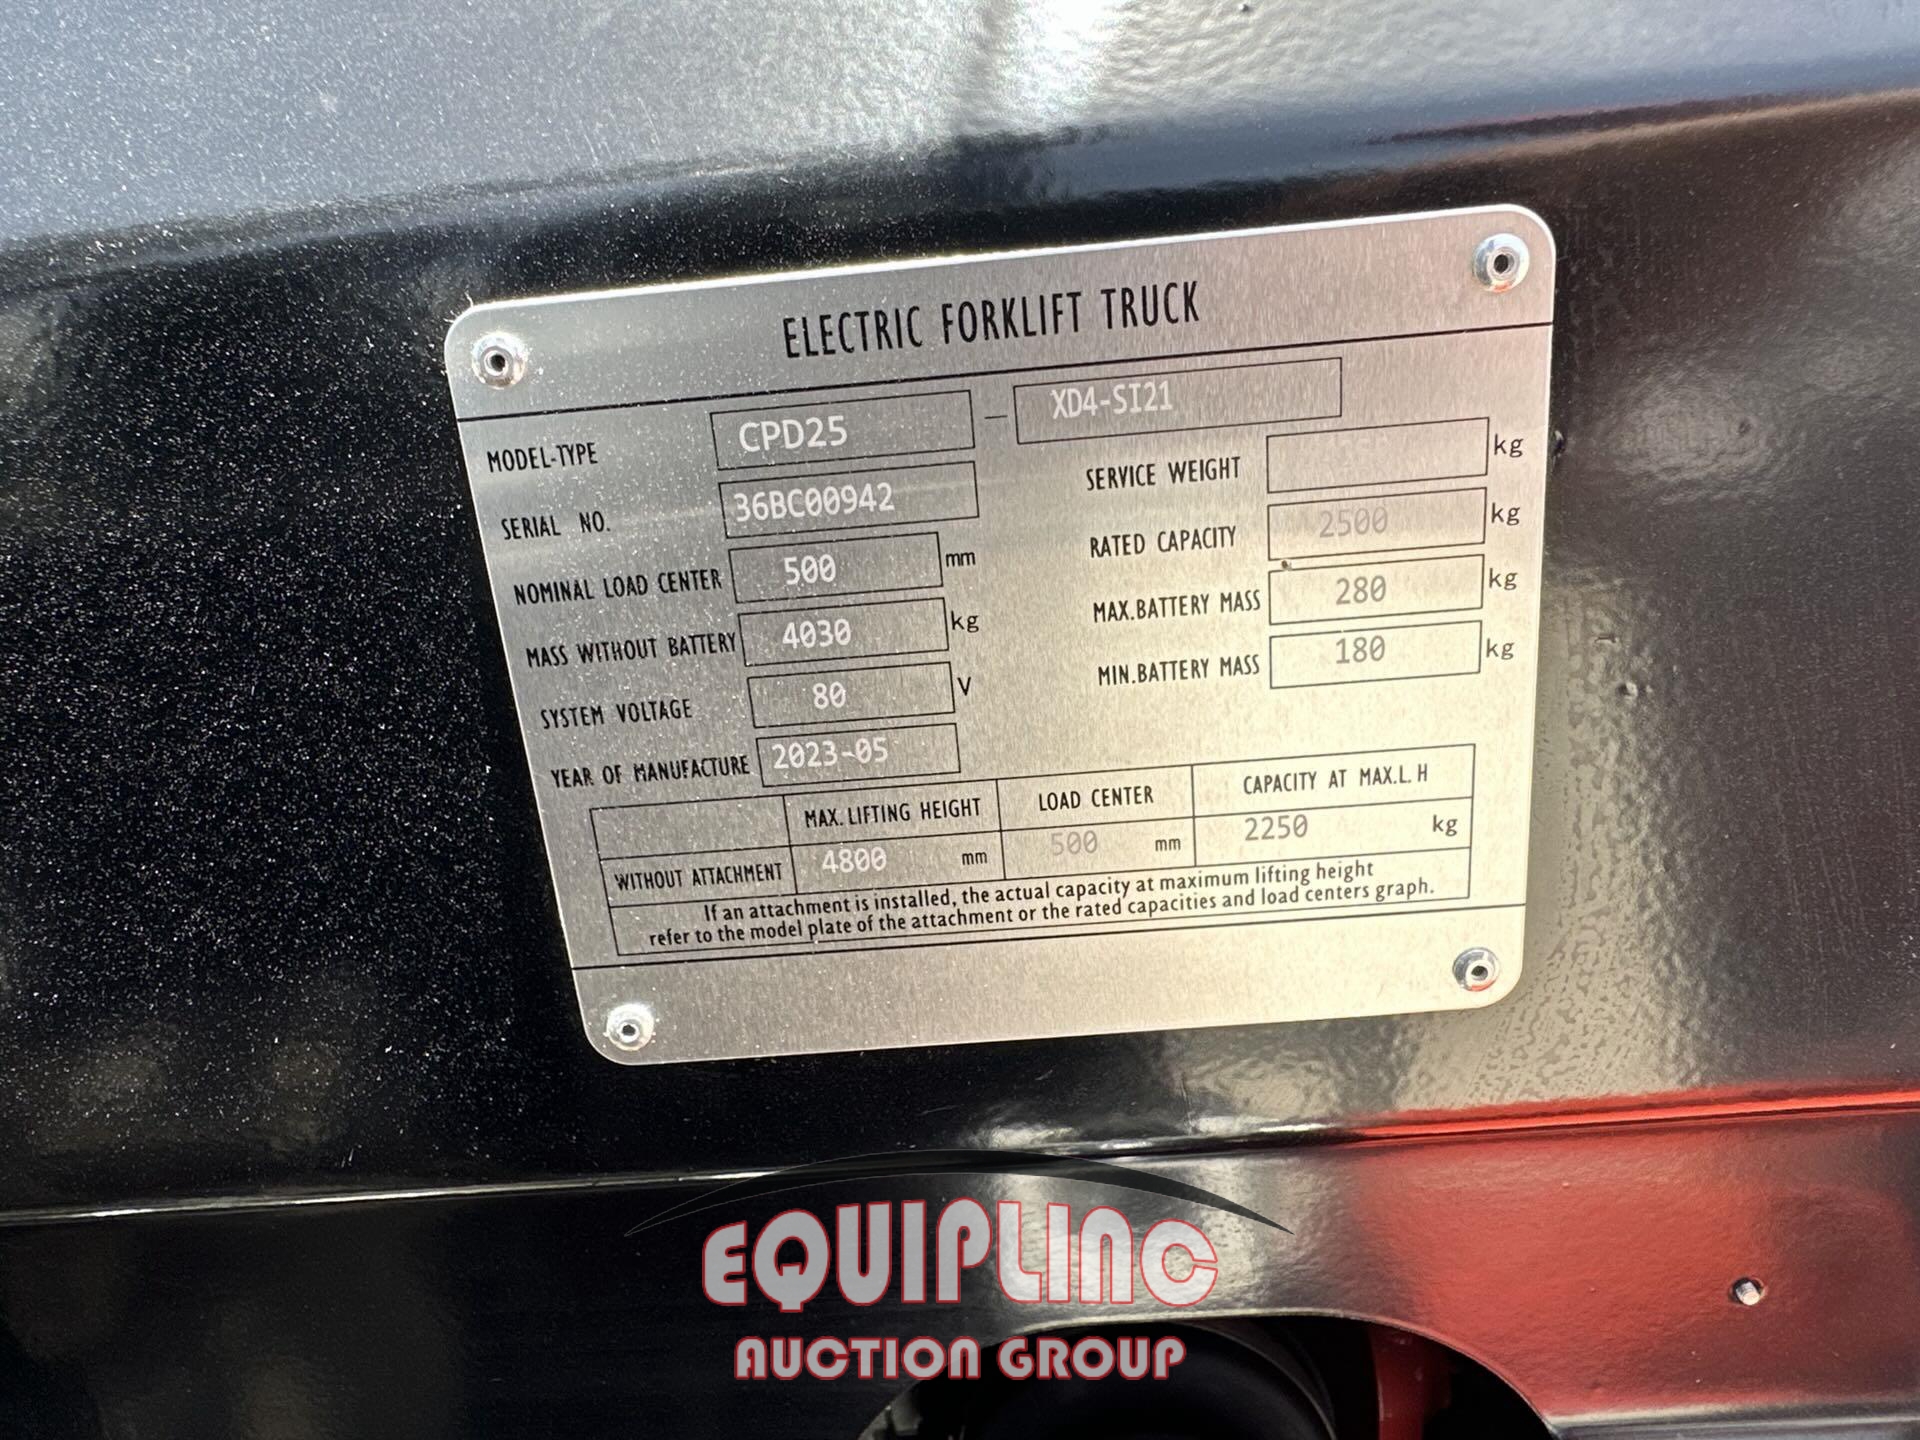 ELECTRIC FORKLIFT TRUCK
MODEL-TYPE CPD25 — XD4-SI21
SERIAL NO. 36BC00942
SERVICE WEIGHT kg
NOMINAL LOAD CENTER 500 mm
RATED CAPACITY 2500 kg
MASS WITHOUT BATTERY 4030 kg
MAX.BATTERY MASS 280 kg
SYSTEM VOLTAGE 80 V
MIN.BATTERY MASS 180 kg
YEAR OF MANUFACTURE 2023-05
MAX. LIFTING HEIGHT LOAD CENTER CAPACITY AT MAX.L.H
WITHOUT ATTACHMENT 4800 mm 500 mm 2250 kg
If an attachment is installed, the actual capacity at maximum lifting height
refer to the model plate of the attachment or the rated capacities and load centers graph.
EQUIPLINC
AUCTION GROUP